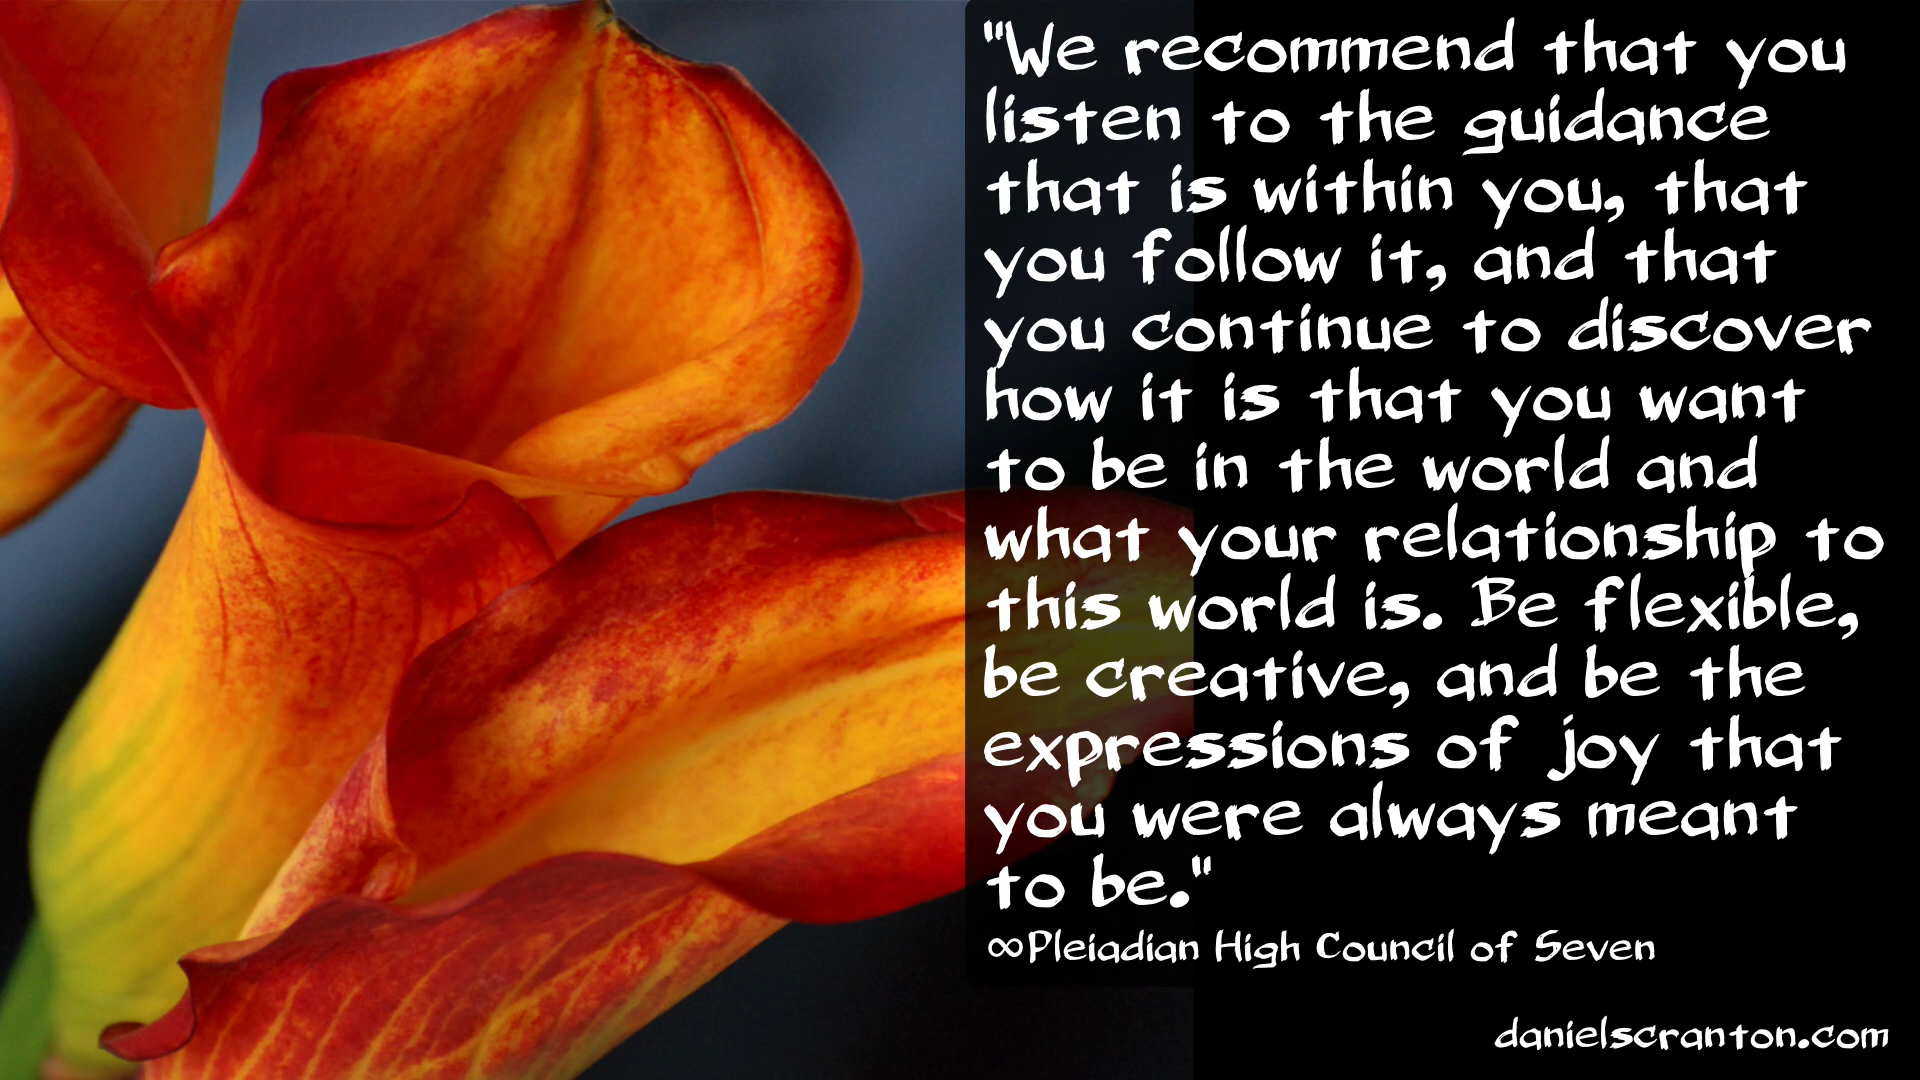 "We recommend that you
listen to the guidance
that is within you, that
you follow it, and that
you continue to discover
how it is that you want
to be in the world and
what your relationship to
this world is. Be flexible,
be creative, and be the
expressions of joy that
you were always meant
to be."
∞Pleiadian High Council of Seven
danielscranton.com